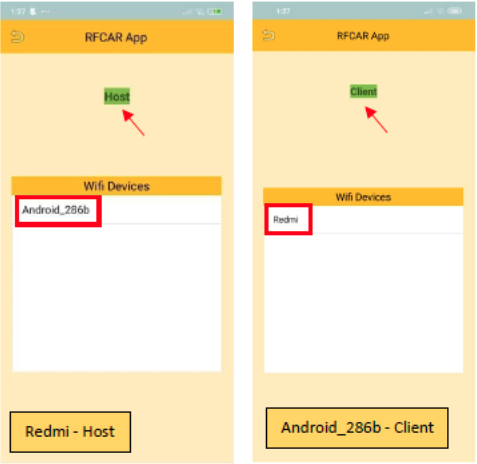 1:37
RFCAR App
Host
Wifi Devices
Android_286b
Redmi - Host
1:37
RFCAR App
Client
Wifi Devices
Redmi
Android_286b - Client